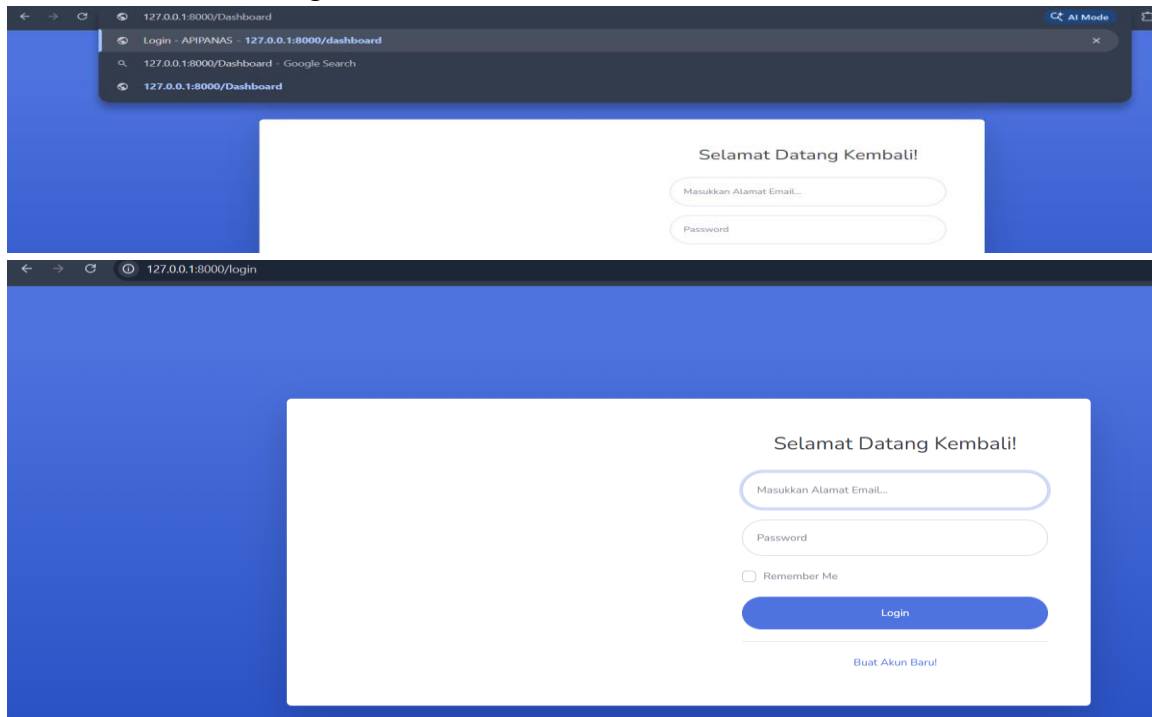 127.0.0.1:8000/Dashboard
AI Mode
Login - APIPANAS - 127.0.0.1:8000/dashboard
127.0.0.1:8000/Dashboard - Google Search
127.0.0.1:8000/Dashboard
Selamat Datang Kembali!
Masukkan Alamat Email...
Password
127.0.0.1:8000/login
Selamat Datang Kembali!
Masukkan Alamat Email...
Password
Remember Me
Login
Buat Akun Baru!